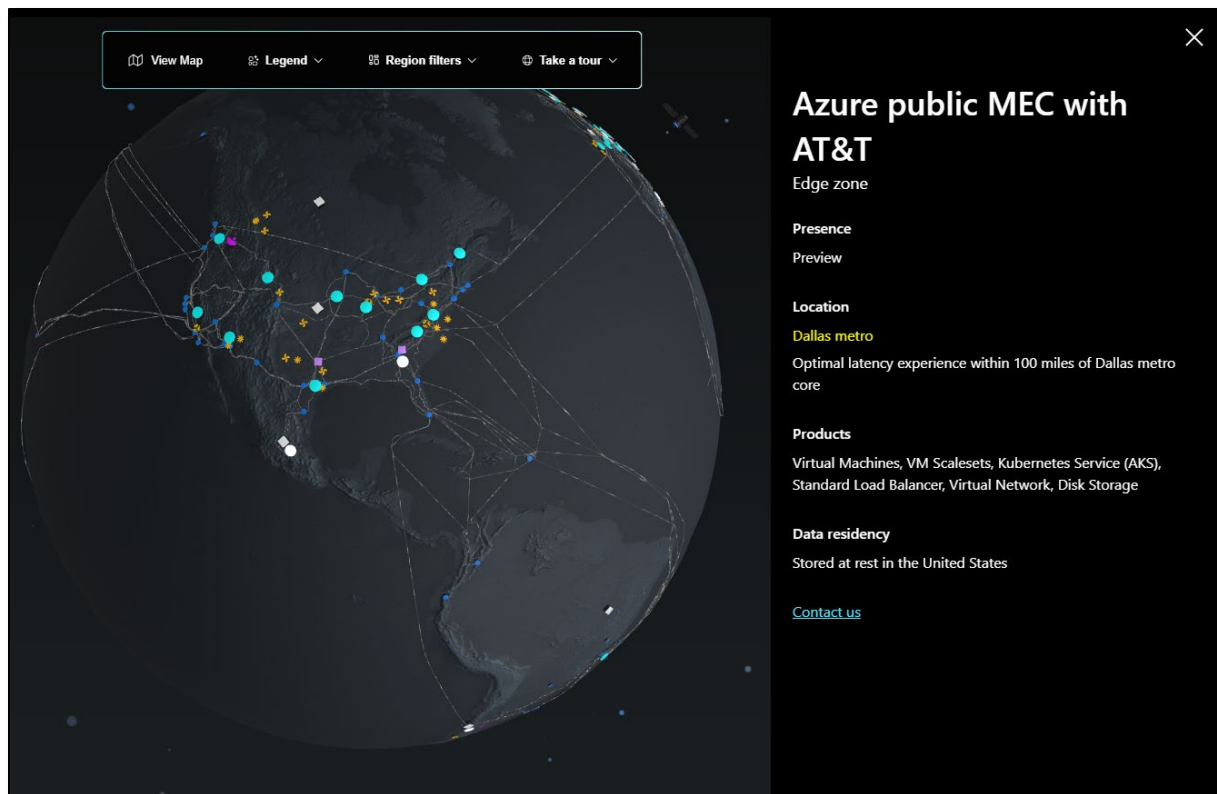 View Map
Legend
Region filters
Take a tour
Azure public MEC with
AT&T
Edge zone
Presence
Preview
Location
Dallas metro
Optimal latency experience within 100 miles of Dallas metro
core
Products
Virtual Machines, VM Scalesets, Kubernetes Service (AKS),
Standard Load Balancer, Virtual Network, Disk Storage
Data residency
Stored at rest in the United States
Contact us